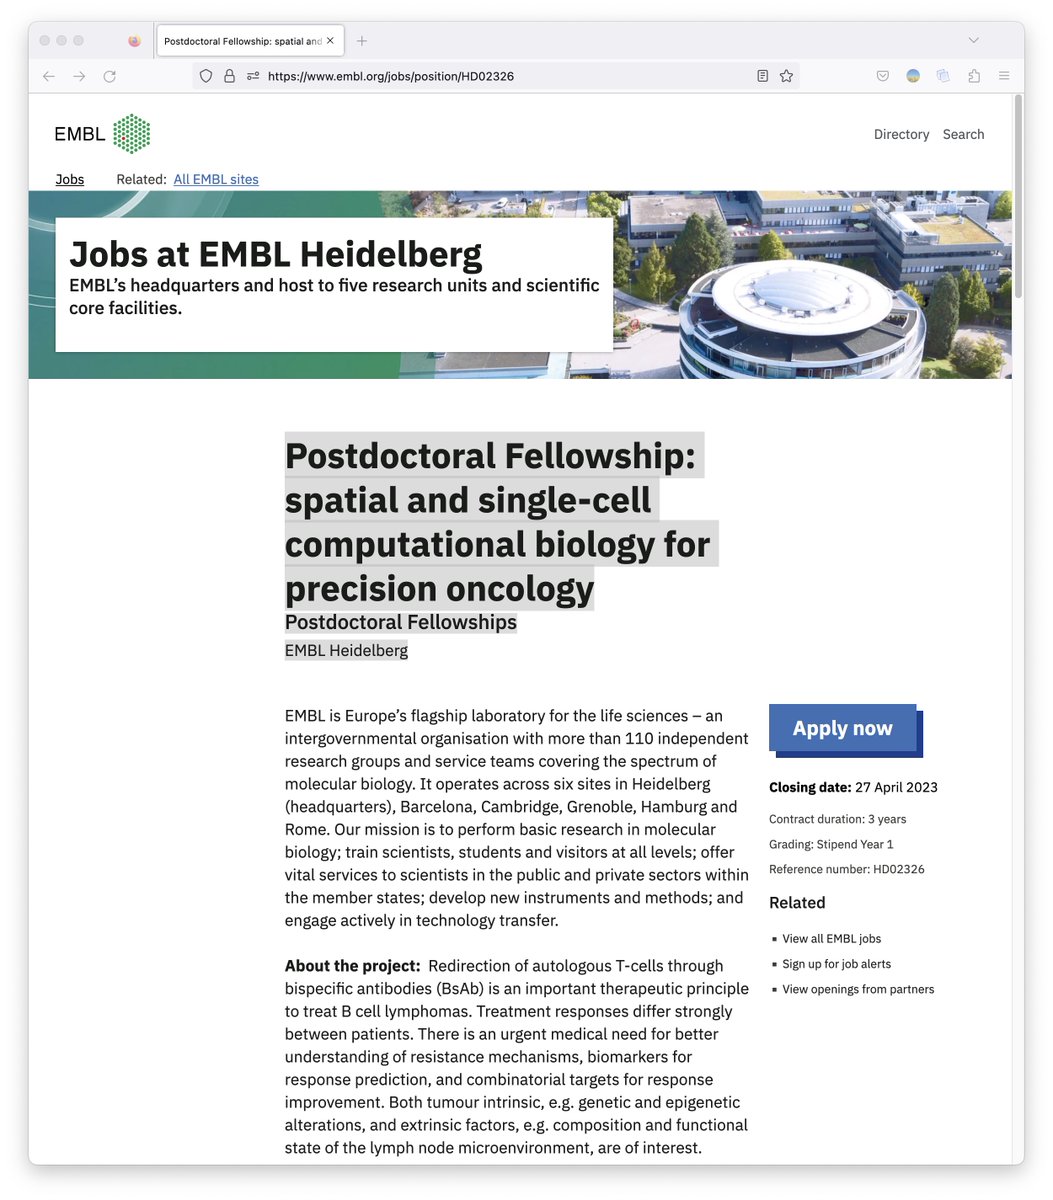 Postdoctoral Fellowship: spatial and
https://www.embl.org/jobs/position/HD02326
EMBL
Directory Search
Jobs Related: All EMBL sites
Jobs at EMBL Heidelberg
EMBL’s headquarters and host to five research units and scientific
core facilities.
Postdoctoral Fellowship:
spatial and single-cell
computational biology for
precision oncology
Postdoctoral Fellowships
EMBL Heidelberg
EMBL is Europe’s flagship laboratory for the life sciences – an
intergovernmental organisation with more than 110 independent
research groups and service teams covering the spectrum of
molecular biology. It operates across six sites in Heidelberg
(headquarters), Barcelona, Cambridge, Grenoble, Hamburg and
Rome. Our mission is to perform basic research in molecular
biology; train scientists, students and visitors at all levels; offer
vital services to scientists in the public and private sectors within
the member states; develop new instruments and methods; and
engage actively in technology transfer.
About the project: Redirection of autologous T-cells through
bispecific antibodies (BsAb) is an important therapeutic principle
to treat B cell lymphomas. Treatment responses differ strongly
between patients. There is an urgent medical need for better
understanding of resistance mechanisms, biomarkers for
response prediction, and combinatorial targets for response
improvement. Both tumour intrinsic, e.g. genetic and epigenetic
alterations, and extrinsic factors, e.g. composition and functional
state of the lymph node microenvironment, are of interest.
Apply now
Closing date: 27 April 2023
Contract duration: 3 years
Grading: Stipend Year 1
Reference number: HD02326
Related
View all EMBL jobs
Sign up for job alerts
View openings from partners